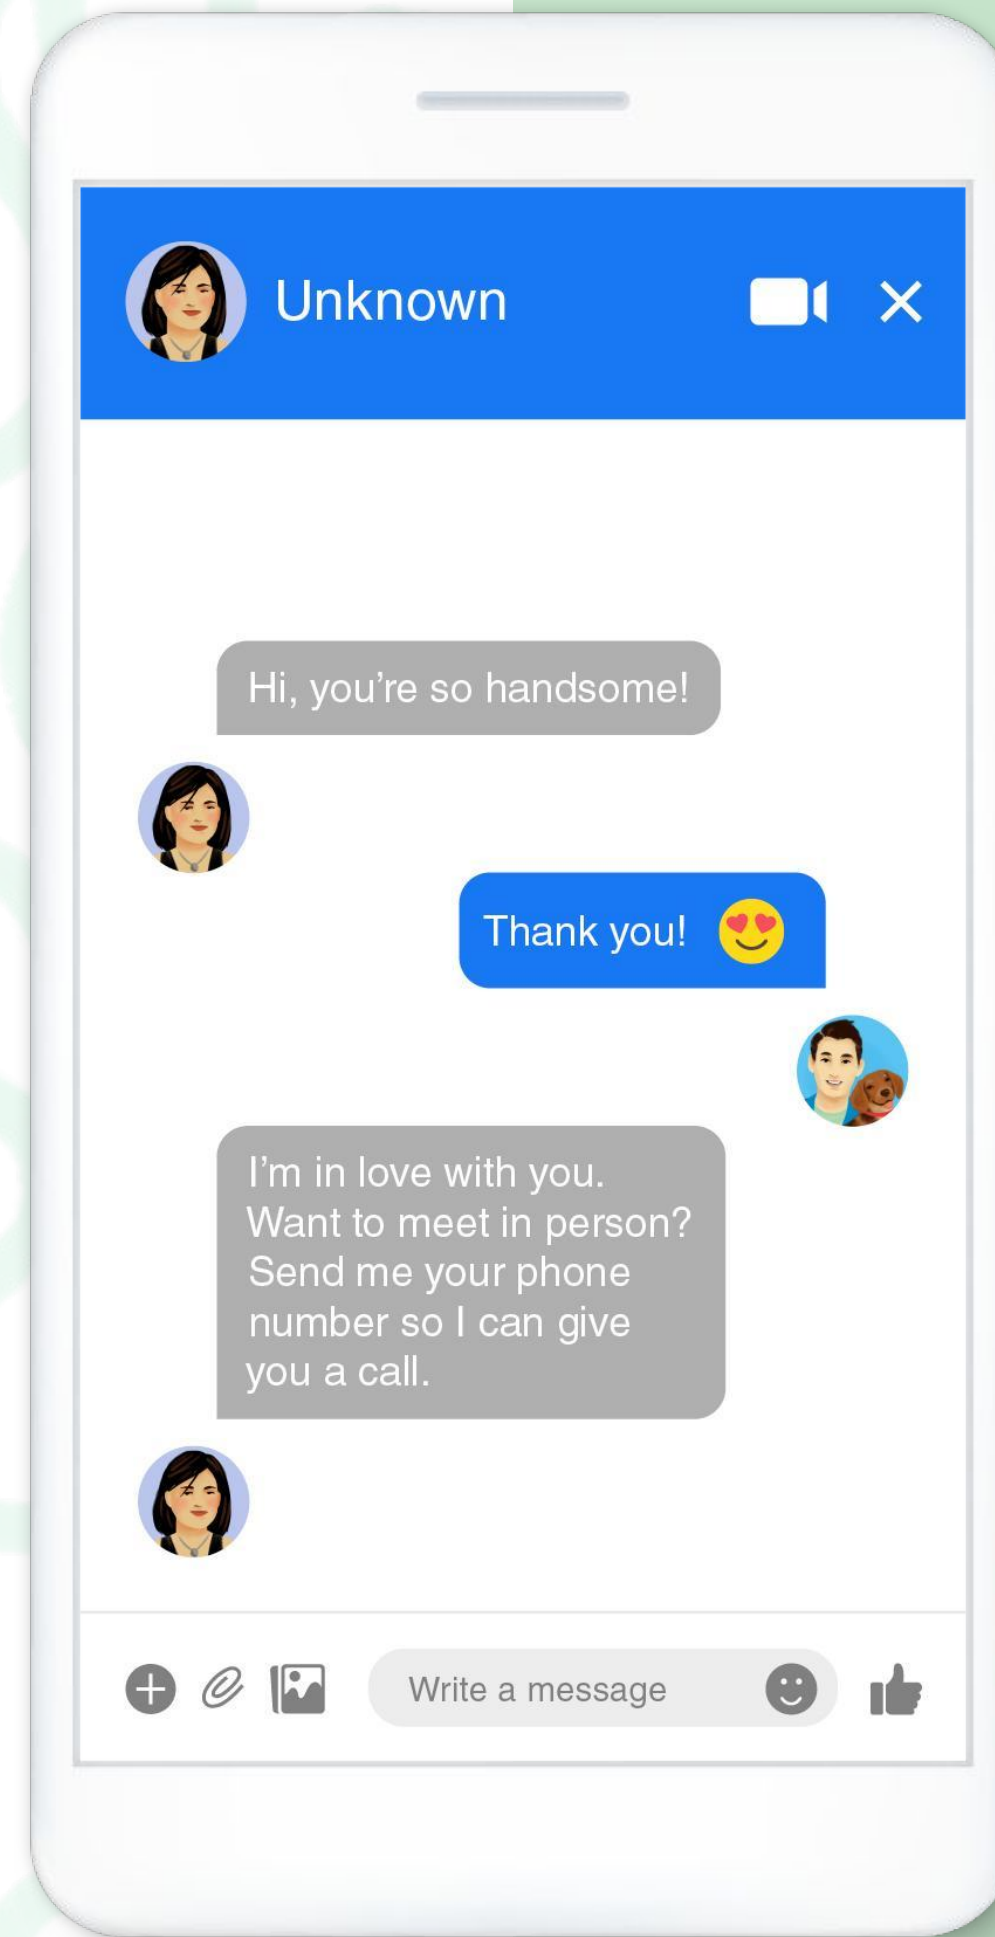 Unknown
Hi, you’re so handsome!
Thank you! 😍
I’m in love with you.
Want to meet in person?
Send me your phone
number so I can give
you a call.
Write a message